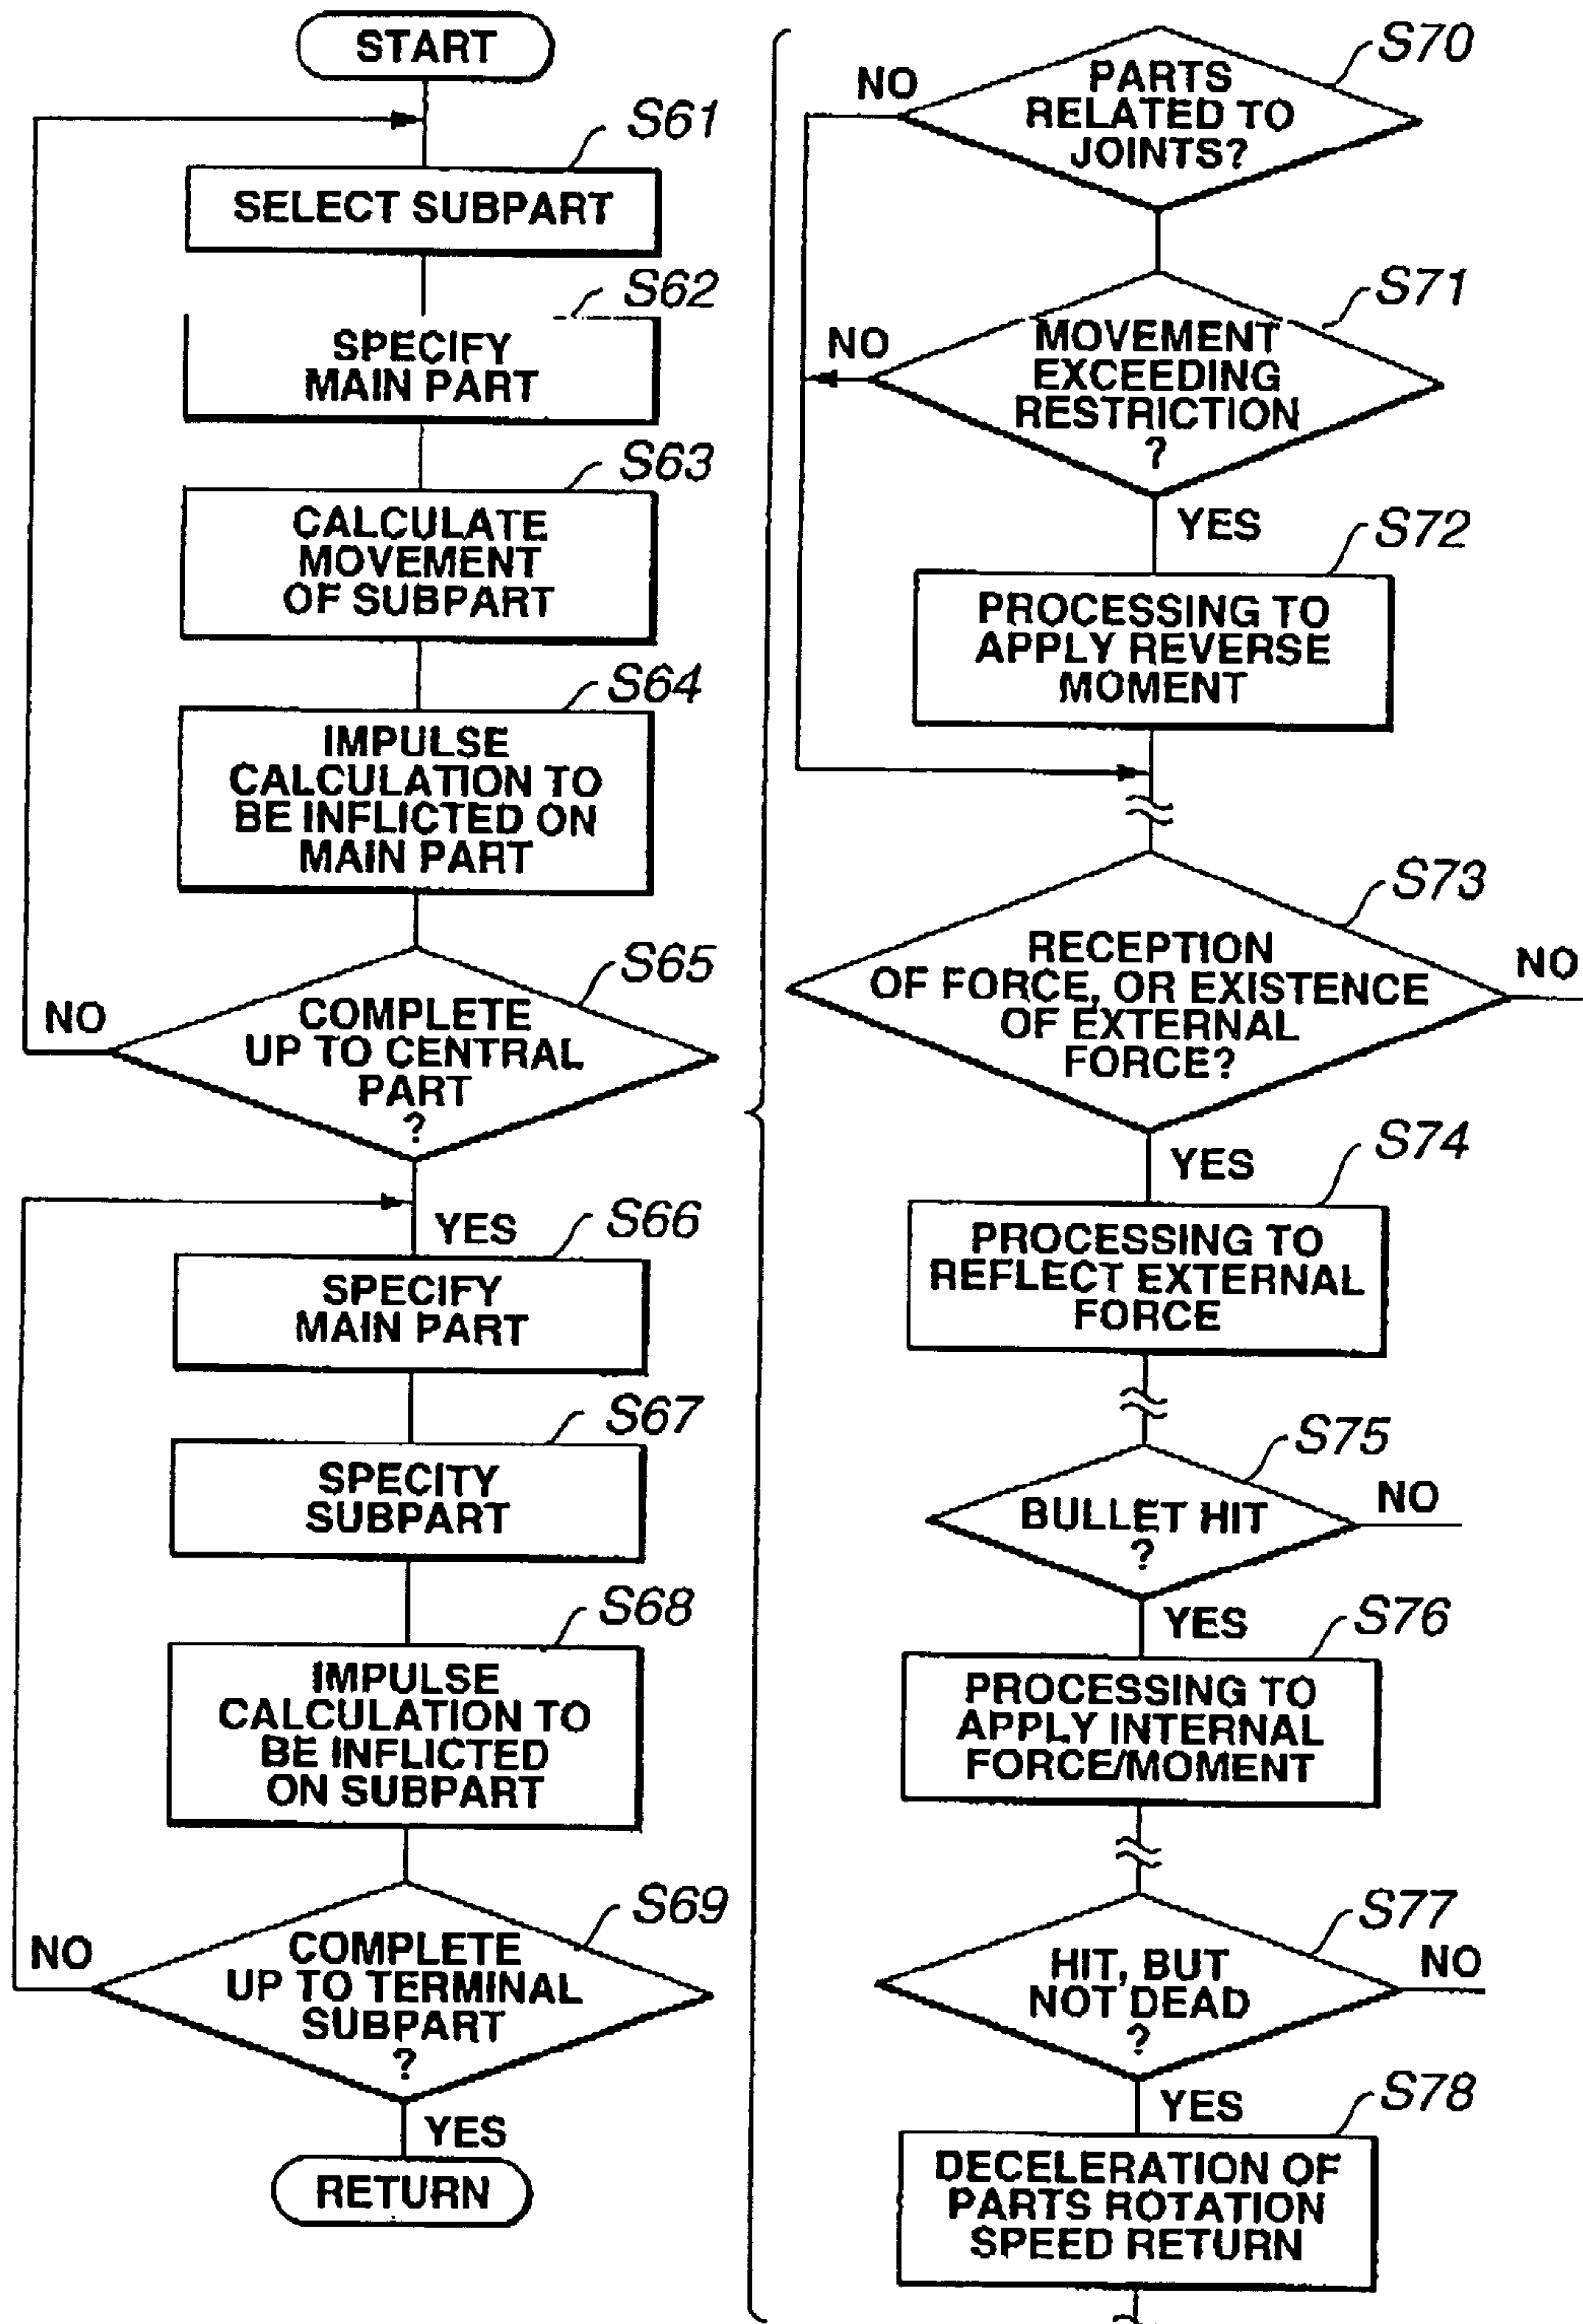 START
S61
SELECT SUBPART
S62
SPECIFY
MAIN PART
S63
CALCULATE
MOVEMENT
OF SUBPART
S64
IMPULSE
CALCULATION TO
BE INFLICTED ON
MAIN PART
S65
NO
COMPLETE
UP TO CENTRAL
PART
?
YES
S66
SPECIFY
MAIN PART
S67
SPECITY
SUBPART
S68
IMPULSE
CALCULATION TO
BE INFLICTED
ON SUBPART
S69
NO
COMPLETE
UP TO TERMINAL
SUBPART
?
YES
RETURN
S70
NO
PARTS
RELATED TO
JOINTS?
S71
NO
MOVEMENT
EXCEEDING
RESTRICTION
?
YES
S72
PROCESSING TO
APPLY REVERSE
MOMENT
S73
RECEPTION
OF FORCE, OR EXISTENCE
OF EXTERNAL
FORCE?
NO
YES
S74
PROCESSING TO
REFLECT EXTERNAL
FORCE
S75
BULLET HIT
?
NO
YES
S76
PROCESSING TO
APPLY INTERNAL
FORCE/MOMENT
S77
HIT, BUT
NOT DEAD
?
NO
YES
S78
DECELERATION OF
PARTS ROTATION
SPEED RETURN